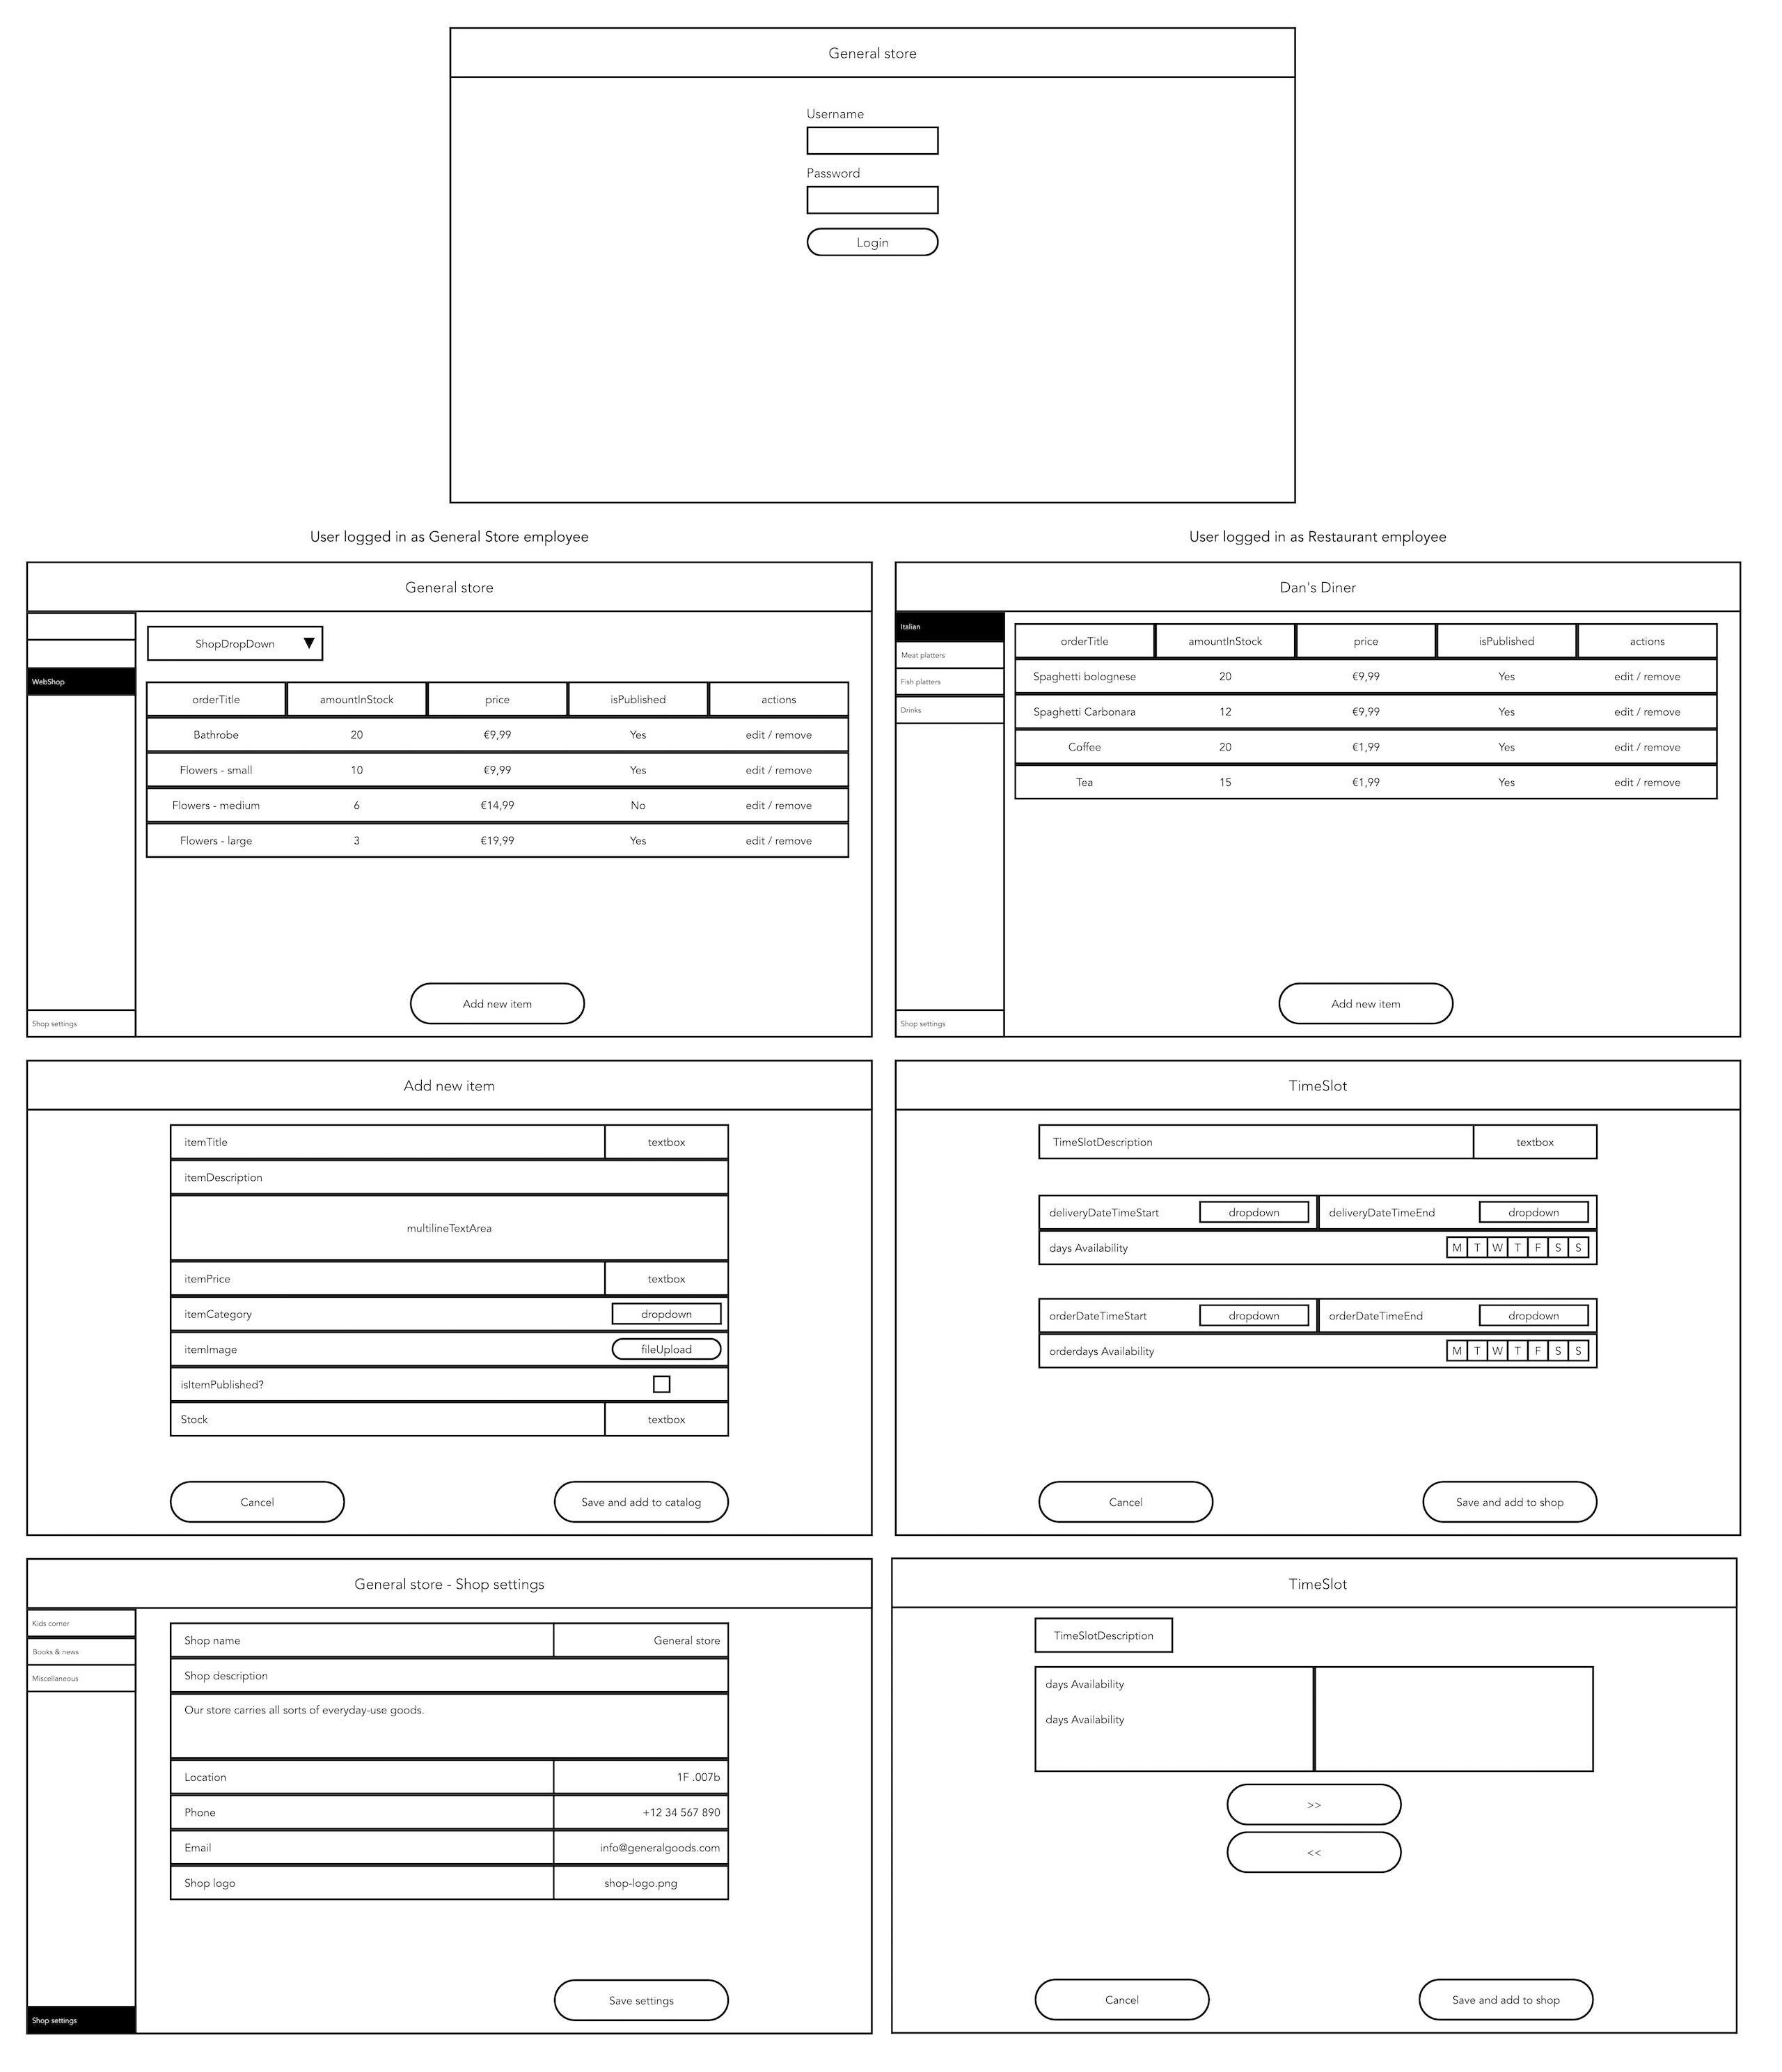 General store
Username
Password
Login
User logged in as General Store employee
General store
ShopDropDown
WebShop
orderTitle amountInStock price isPublished actions
Bathrobe 20 €9,99 Yes edit / remove
Flowers - small 10 €9,99 Yes edit / remove
Flowers - medium 6 €14,99 No edit / remove
Flowers - large 3 €19,99 Yes edit / remove
Add new item
Shop settings
User logged in as Restaurant employee
Dan's Diner
Italian
Meat platters
Fish platters
Drinks
orderTitle amountInStock price isPublished actions
Spaghetti bolognese 20 €9,99 Yes edit / remove
Spaghetti Carbonara 12 €9,99 Yes edit / remove
Coffee 20 €1,99 Yes edit / remove
Tea 15 €1,99 Yes edit / remove
Add new item
Shop settings
Add new item
itemTitle textbox
itemDescription
multilineTextArea
itemPrice textbox
itemCategory dropdown
itemImage fileUpload
isItemPublished?
Stock textbox
Cancel Save and add to catalog
TimeSlot
TimeSlotDescription textbox
deliveryDateTimeStart dropdown deliveryDateTimeEnd dropdown
days Availability M T W T F S S
orderDateTimeStart dropdown orderDateTimeEnd dropdown
orderdays Availability M T W T F S S
Cancel Save and add to shop
General store - Shop settings
Kids corner
Books & news
Miscellaneous
Shop name General store
Shop description
Our store carries all sorts of everyday-use goods.
Location 1F .007b
Phone +12 34 567 890
Email info@generalgoods.com
Shop logo shop-logo.png
Save settings
Shop settings
TimeSlot
TimeSlotDescription
days Availability
days Availability
>>
<<
Cancel Save and add to shop